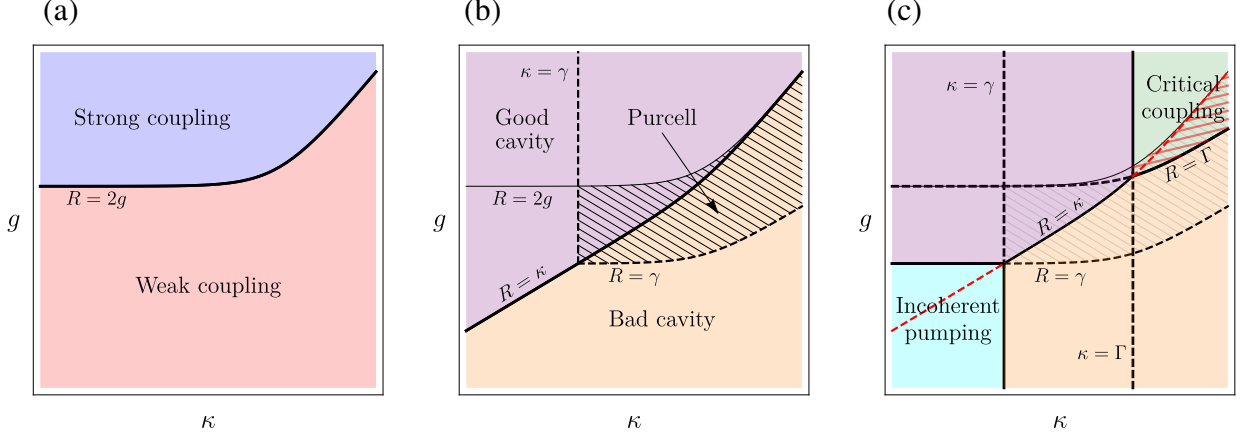 (a)
Strong coupling
R = 2g
Weak coupling
g
κ
(b)
κ = γ
Good
cavity
Purcell
R = 2g
R = κ
R = γ
Bad cavity
g
κ
(c)
κ = γ
Critical
coupling
R = Γ
R = κ
R = γ
Incoherent
pumping
κ = Γ
g
κ